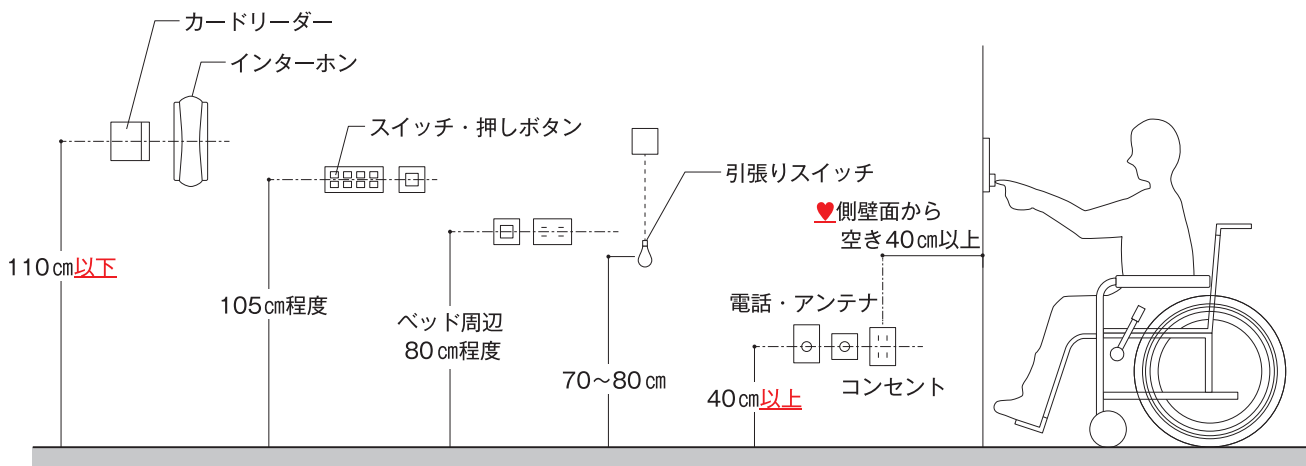 カードリーダー
インターホン
スイッチ・押しボタン
引張りスイッチ
♥側壁面から
空き40cm以上
110cm以下
105cm程度
ベッド周辺
80cm程度
70〜80cm
電話・アンテナ
40cm以上
コンセント